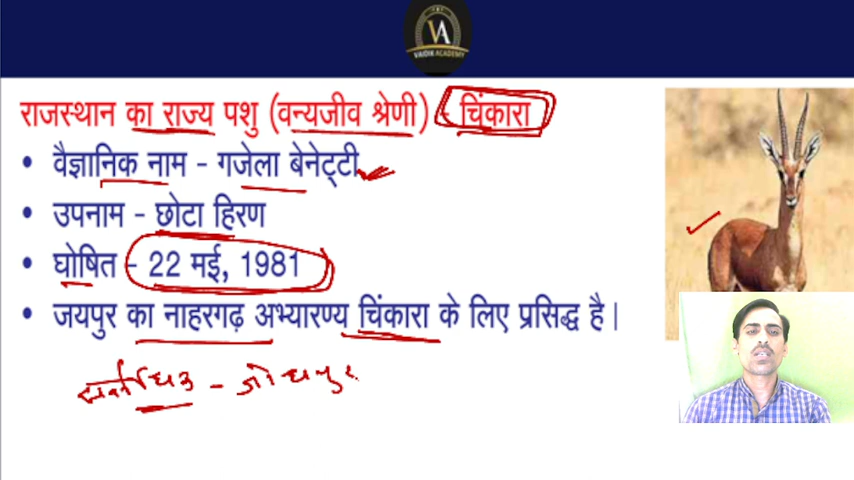 VA
VAIDIK ACADEMY
राजस्थान का राज्य पशु (वन्यजीव श्रेणी) - चिंकारा
• वैज्ञानिक नाम - गजेला बेनेट्टी
• उपनाम - छोटा हिरण
• घोषित - 22 मई, 1981
• जयपुर का नाहरगढ़ अभ्यारण्य चिंकारा के लिए प्रसिद्ध है।
सर्वाधिक - जोधपुर